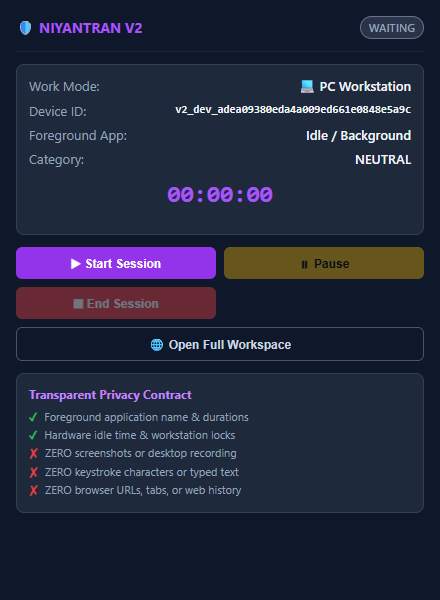 NIYANTRAN V2
WAITING
Work Mode: PC Workstation
Device ID: v2_dev_adea09380eda4a009ed661e0848e5a9c
Foreground App: Idle / Background
Category: NEUTRAL
00:00:00
Start Session
Pause
End Session
Open Full Workspace
Transparent Privacy Contract
✓ Foreground application name & durations
✓ Hardware idle time & workstation locks
✗ ZERO screenshots or desktop recording
✗ ZERO keystroke characters or typed text
✗ ZERO browser URLs, tabs, or web history